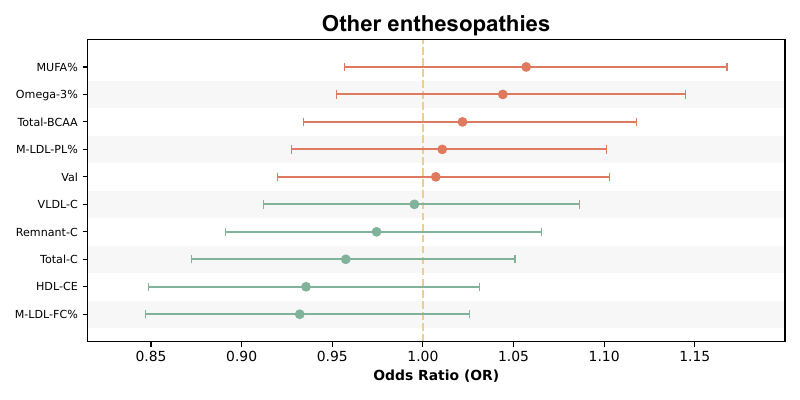 Other enthesopathies
MUFA%
Omega-3%
Total-BCAA
M-LDL-PL%
Val
VLDL-C
Remnant-C
Total-C
HDL-CE
M-LDL-FC%
0.85 0.90 0.95 1.00 1.05 1.10 1.15
Odds Ratio (OR)